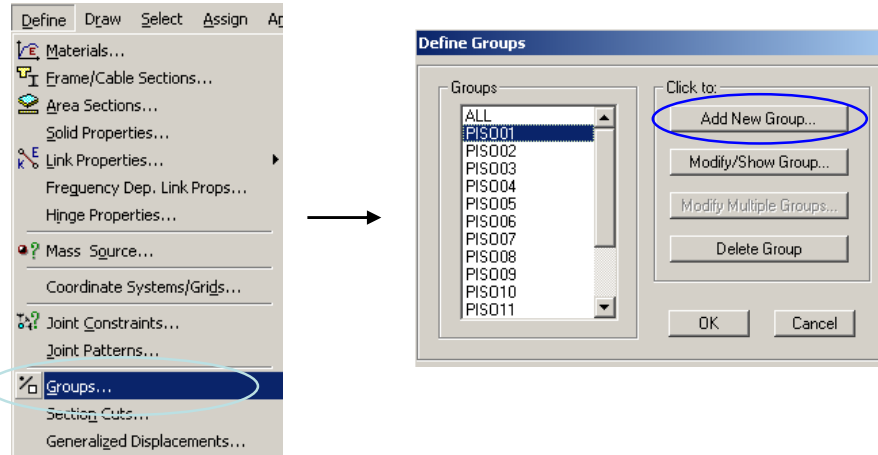 Define Draw Select Assign
Materials...
Frame/Cable Sections...
Area Sections...
Solid Properties...
Link Properties...
Frequency Dep. Link Props...
Hinge Properties...
Mass Source...
Coordinate Systems/Grids...
Joint Constraints...
Joint Patterns...
Groups...
Section Cuts...
Generalized Displacements...
Define Groups
Groups
ALL
PISO01
PISO02
PISO03
PISO04
PISO05
PISO06
PISO07
PISO08
PISO09
PISO10
PISO11
Click to:
Add New Group...
Modify/Show Group...
Modify Multiple Groups...
Delete Group
OK
Cancel